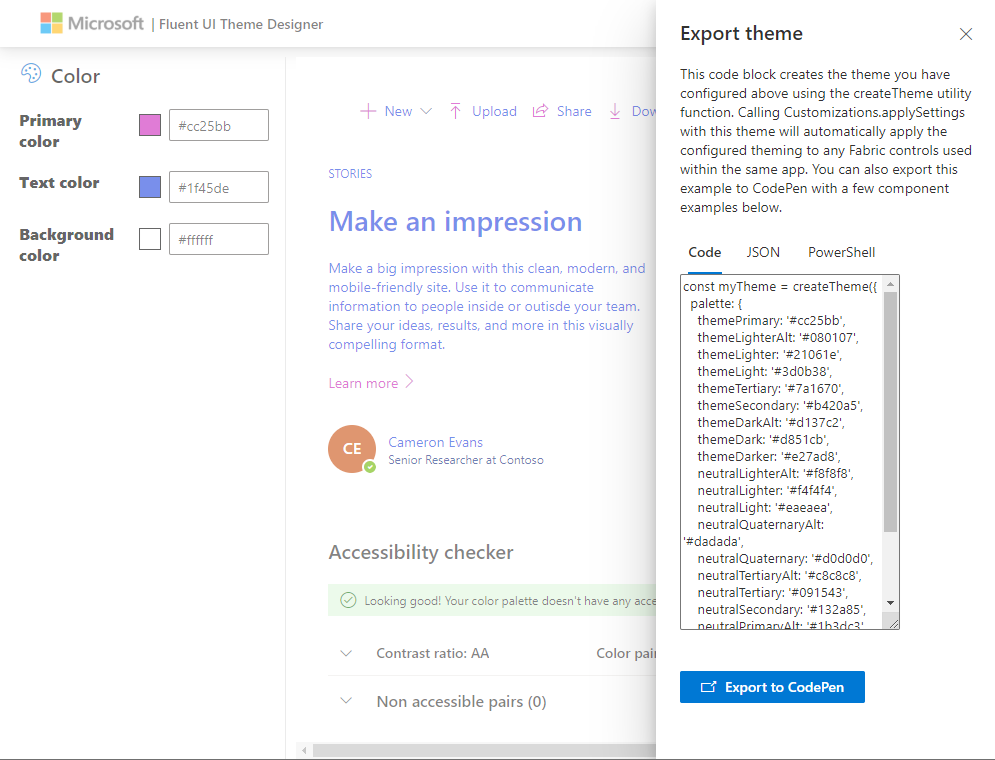 Microsoft | Fluent UI Theme Designer
Color
Primary
color
#cc25bb
Text color
#1f45de
Background
color
#ffffff
New
Upload
Share
Dow
STORIES
Make an impression
Make a big impression with this clean, modern, and
mobile-friendly site. Use it to communicate
information to people inside or outisde your team.
Share your ideas, results, and more in this visually
compelling format.
Learn more
CE
Cameron Evans
Senior Researcher at Contoso
Accessibility checker
Looking good! Your color palette doesn't have any acce
Contrast ratio: AA
Color pai
Non accessible pairs (0)
Export theme
This code block creates the theme you have
configured above using the createTheme utility
function. Calling Customizations.applySettings
with this theme will automatically apply the
configured theming to any Fabric controls used
within the same app. You can also export this
example to CodePen with a few component
examples below.
Code
JSON
PowerShell
const myTheme = createTheme({
palette: {
themePrimary: '#cc25bb',
themeLighterAlt: '#080107',
themeLighter: '#21061e',
themeLight: '#3d0b38',
themeTertiary: '#7a1670',
themeSecondary: '#b420a5',
themeDarkAlt: '#d137c2',
themeDark: '#d851cb',
themeDarker: '#e27ad8',
neutralLighterAlt: '#f8f8f8',
neutralLighter: '#f4f4f4',
neutralLight: '#eaeaea',
neutralQuaternaryAlt:
'#dadada',
neutralQuaternary: '#d0d0d0',
neutralTertiaryAlt: '#c8c8c8',
neutralTertiary: '#091543',
neutralSecondary: '#132a85',
neutralPrimaryAlt: '#1b3dc3'
Export to CodePen